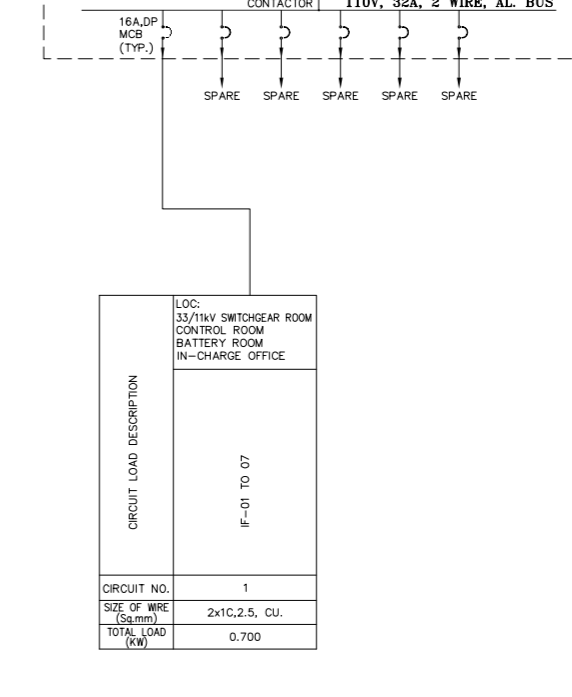 CONTACTOR
110V, 32A, 2 WIRE, AL. BUS
16A,DP
MCB
(TYP.)
SPARE SPARE SPARE SPARE SPARE
LOC:
33/11kV SWITCHGEAR ROOM
CONTROL ROOM
BATTERY ROOM
IN-CHARGE OFFICE
CIRCUIT LOAD DESCRIPTION
IF-01 TO 07
CIRCUIT NO.
1
SIZE OF WIRE
(Sq.mm)
2x1C,2.5, CU.
TOTAL LOAD
(KW)
0.700